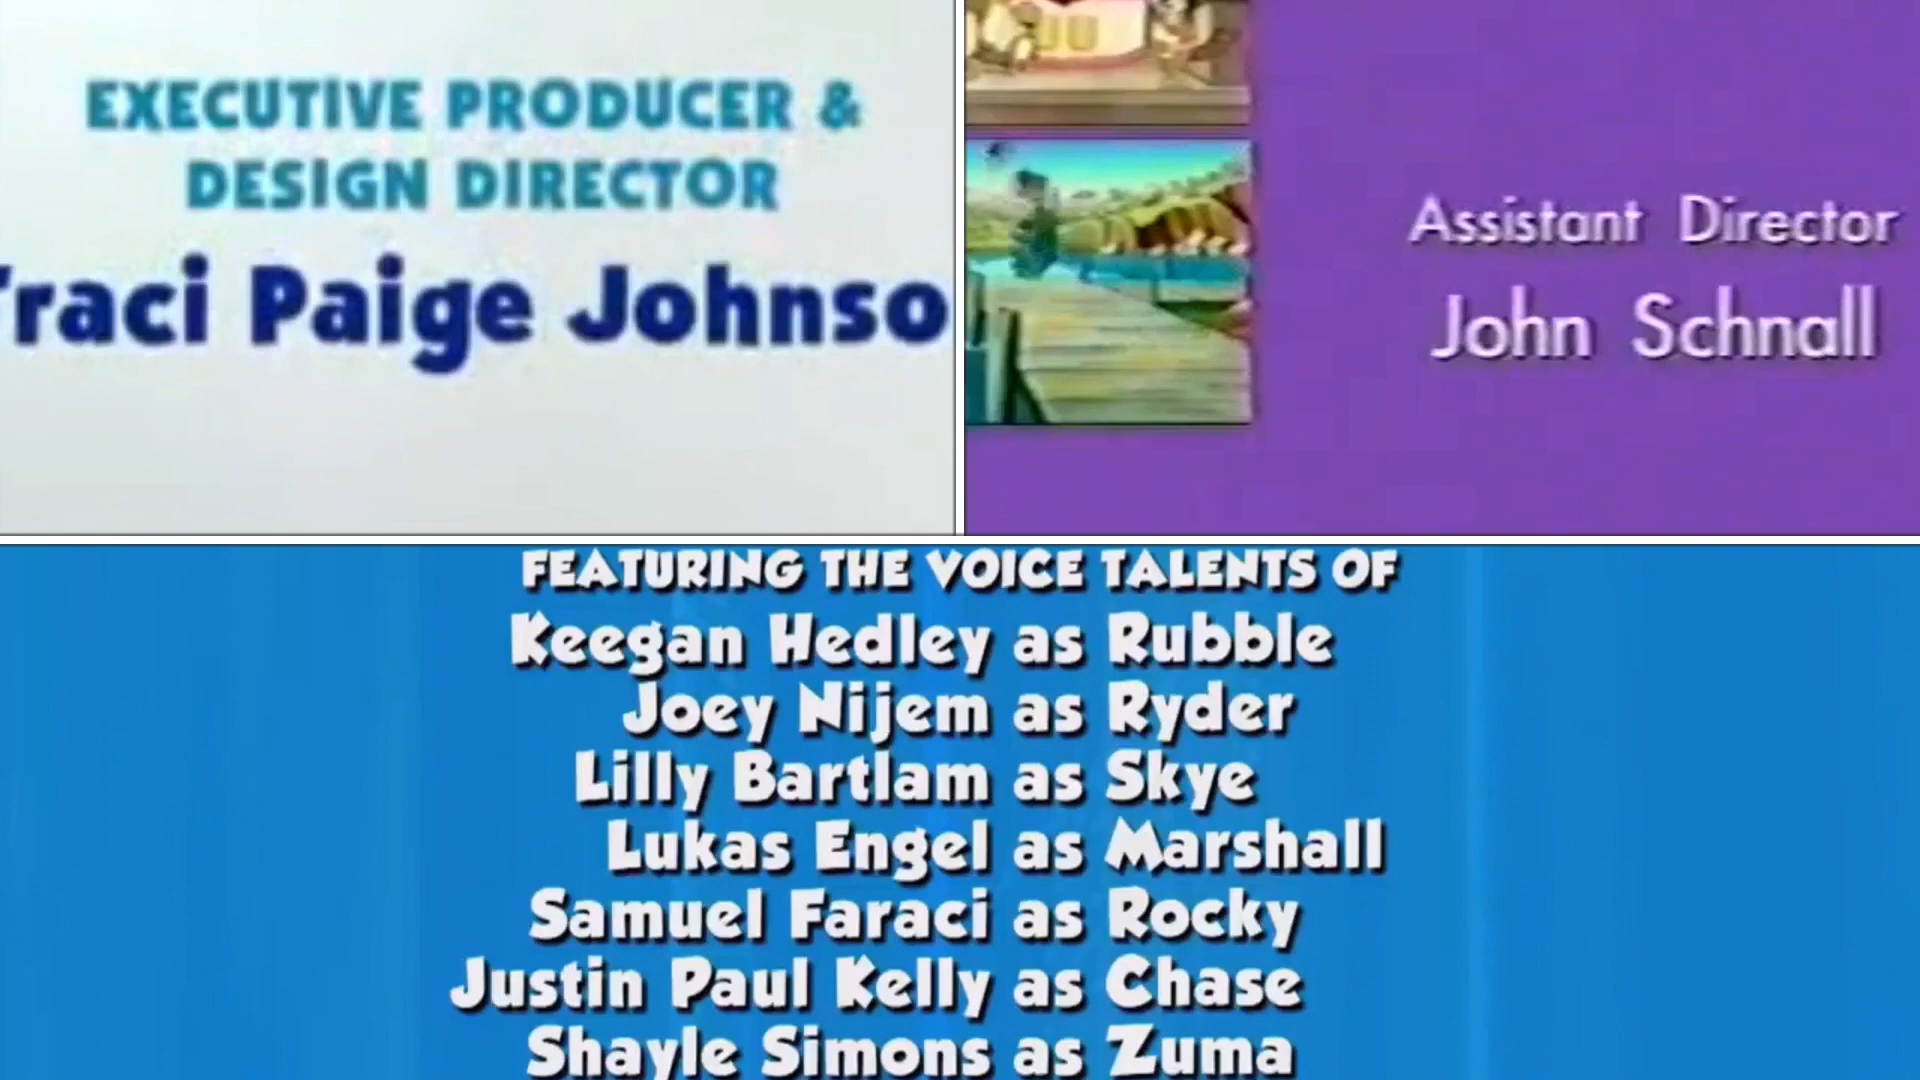 EXECUTIVE PRODUCER &
DESIGN DIRECTOR
raci Paige Johnso
Assistant Director
John Schnall
FEATURING THE VOICE TALENTS OF
Keegan Hedley as Rubble
Joey Nijem as Ryder
Lilly Bartlam as Skye
Lukas Engel as Marshall
Samuel Faraci as Rocky
Justin Paul Kelly as Chase
Shayle Simons as Zuma